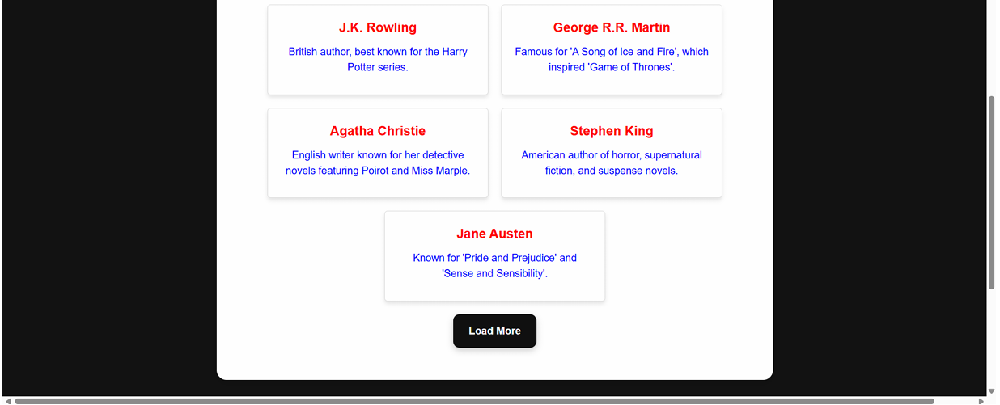 J.K. Rowling
British author, best known for the Harry
Potter series.
George R.R. Martin
Famous for 'A Song of Ice and Fire', which
inspired 'Game of Thrones'.
Agatha Christie
English writer known for her detective
novels featuring Poirot and Miss Marple.
Stephen King
American author of horror, supernatural
fiction, and suspense novels.
Jane Austen
Known for 'Pride and Prejudice' and
'Sense and Sensibility'.
Load More